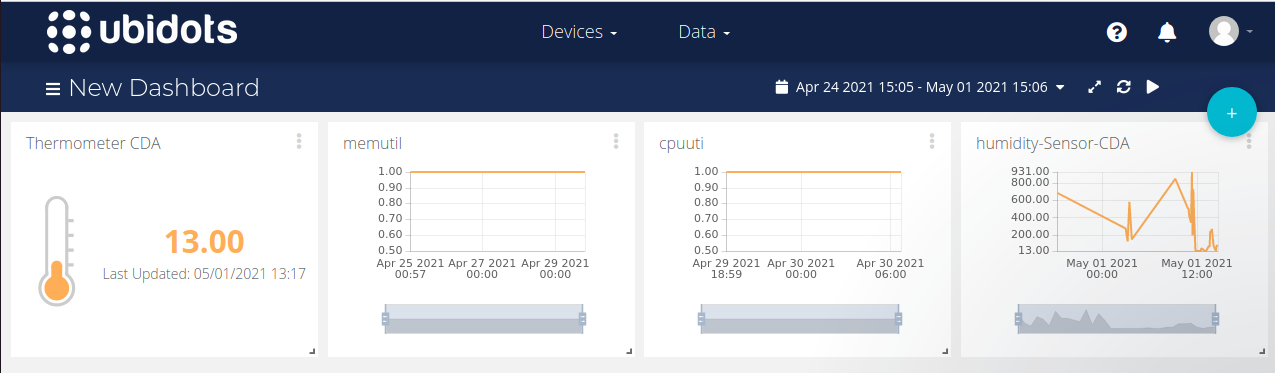 ubidots
Devices
Data
New Dashboard
Apr 24 2021 15:05 - May 01 2021 15:06
+
Thermometer CDA
13.00
Last Updated: 05/01/2021 13:17
memutil
1.00
0.90
0.80
0.70
0.60
0.50
Apr 25 2021 Apr 27 2021 Apr 29 2021
00:57 00:00 00:00
cpuuti
1.00
0.90
0.80
0.70
0.60
0.50
Apr 29 2021 Apr 30 2021 Apr 30 2021
18:59 00:00 06:00
humidity-Sensor-CDA
931.00
800.00
600.00
400.00
200.00
13.00
May 01 2021 May 01 2021
00:00 12:00